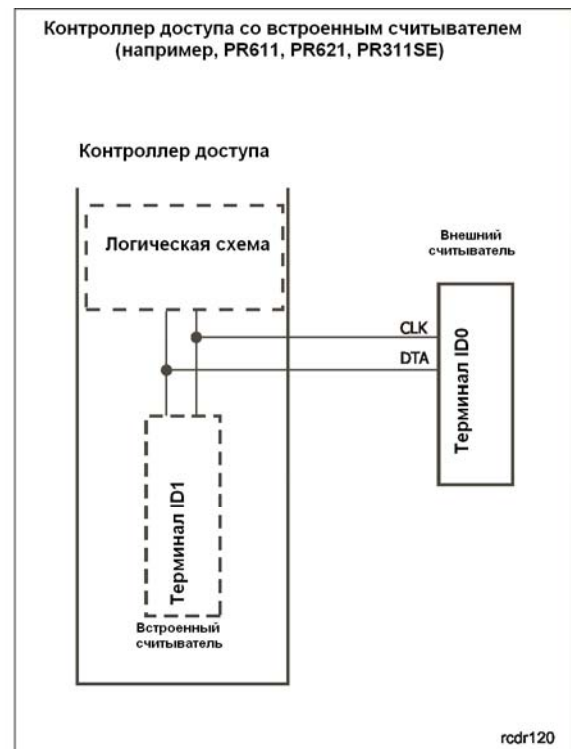 Контроллер доступа со встроенным считывателем
(например, PR611, PR621, PR311SE)
Контроллер доступа
Логическая схема
Внешний
считыватель
CLK
DTA
Терминал ID0
Терминал ID1
Встроенный
считыватель
rcdr120